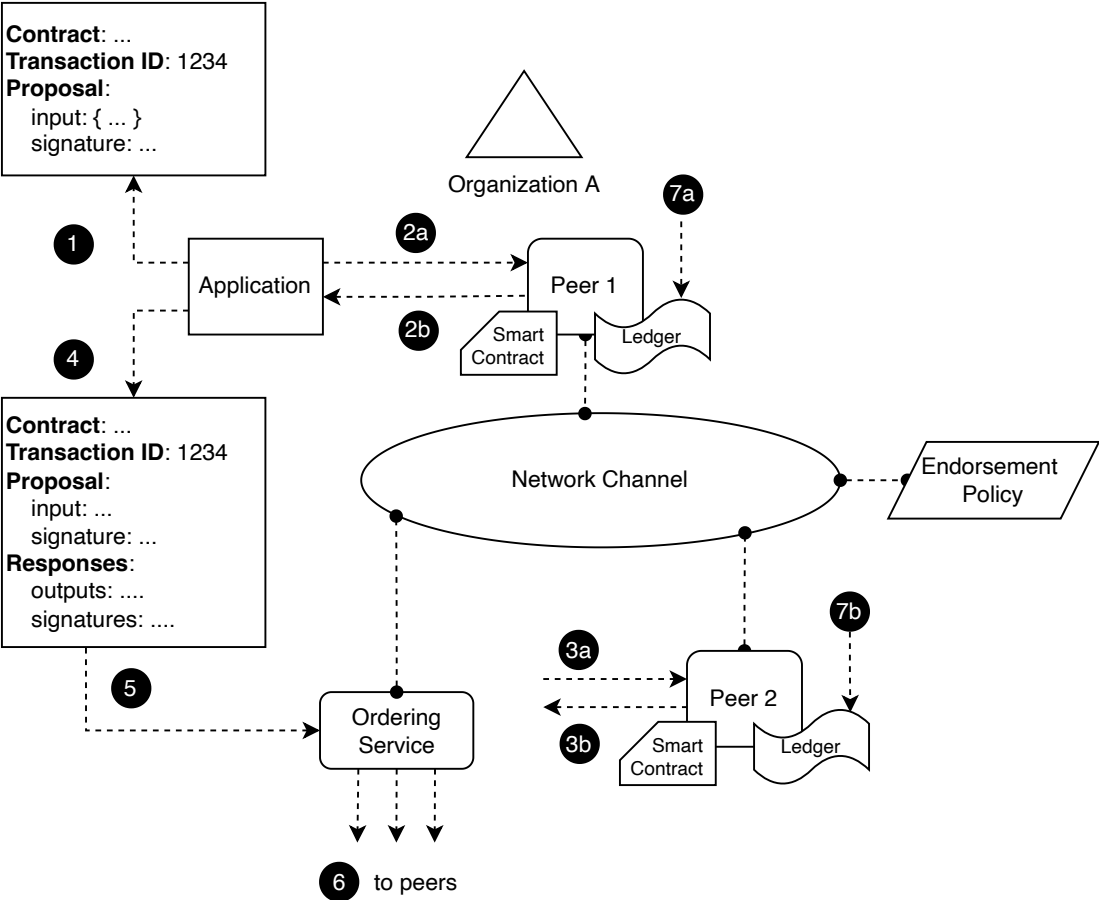 Contract: ...
Transaction ID: 1234
Proposal:
input: { ... }
signature: ...
Organization A
7a
1
2a
Application
Peer 1
2b
Smart
Contract
Ledger
4
Contract: ...
Transaction ID: 1234
Proposal:
input: ...
signature: ...
Responses:
outputs: ....
signatures: ....
Network Channel
Endorsement
Policy
7b
3a
5
Peer 2
Ordering
Service
3b
Smart
Contract
Ledger
6 to peers